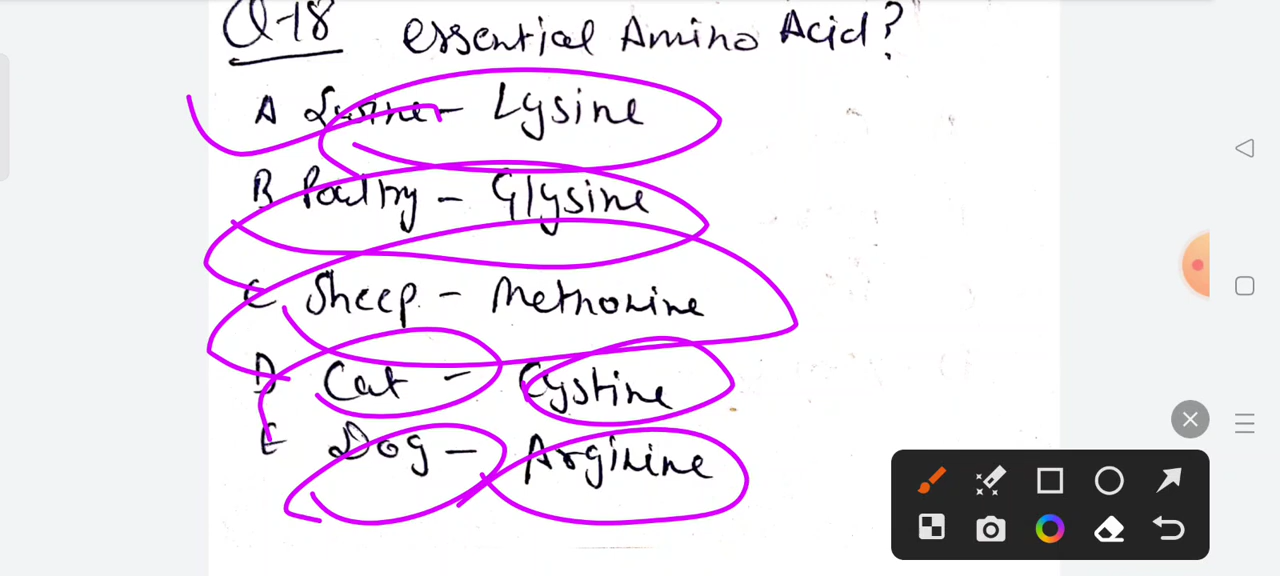 Q-18 Essential Amino Acid?
A - Lysine
B Poultry - Glysine
C Sheep - Methonine
D Cat - Cystine
E Dog - Arginine